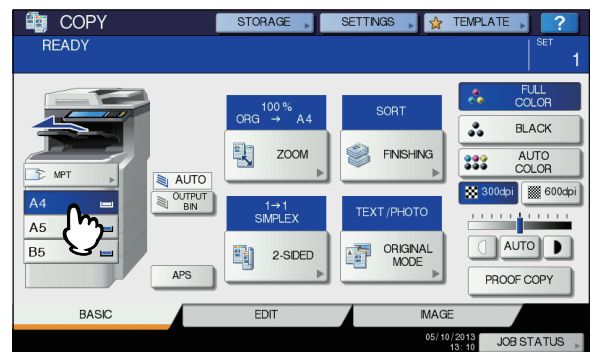 COPY
STORAGE
SETTINGS
TEMPLATE
?
READY
SET
1
MPT
A4
A5
B5
AUTO
OUTPUT
BIN
APS
100 %
ORG → A4
ZOOM
SORT
FINISHING
1→1
SIMPLEX
2-SIDED
TEXT/PHOTO
ORIGINAL
MODE
FULL
COLOR
BLACK
AUTO
COLOR
300dpi
600dpi
AUTO
PROOF COPY
BASIC
EDIT
IMAGE
05/10/2013
13:10
JOB STATUS